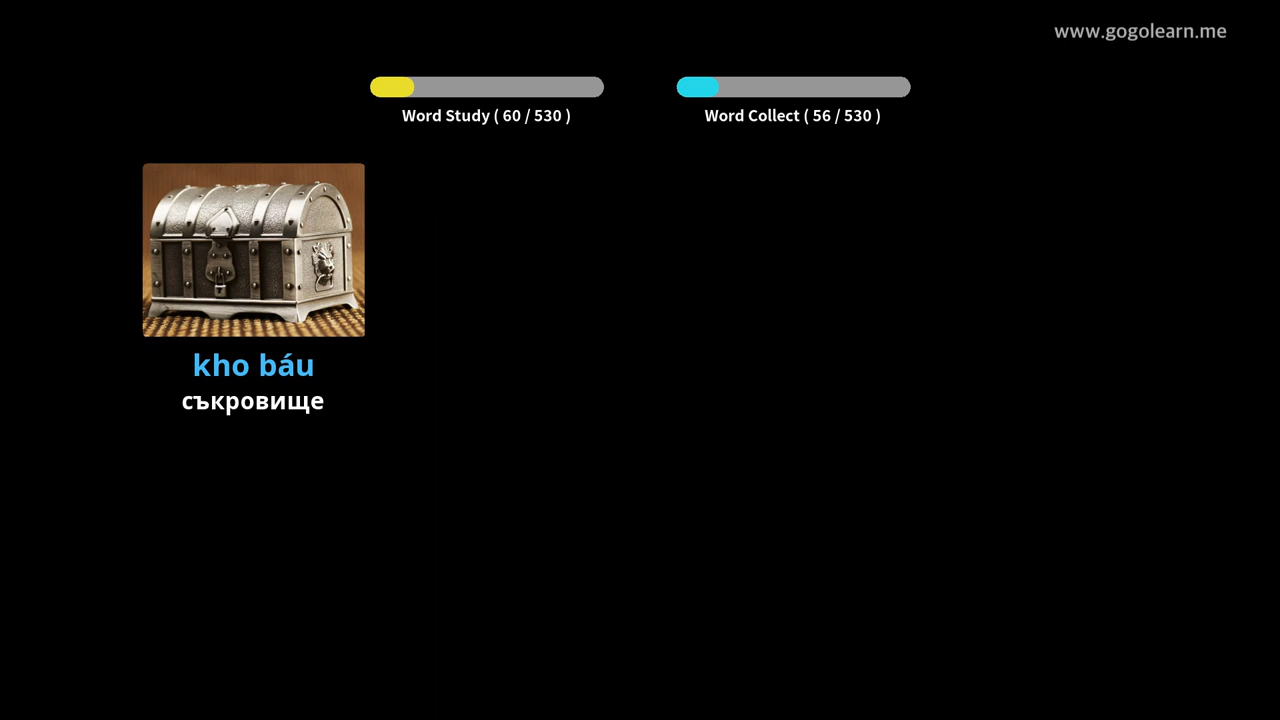 www.gogolearn.me
Word Study ( 60 / 530 )
Word Collect ( 56 / 530 )
kho báu
съкровище